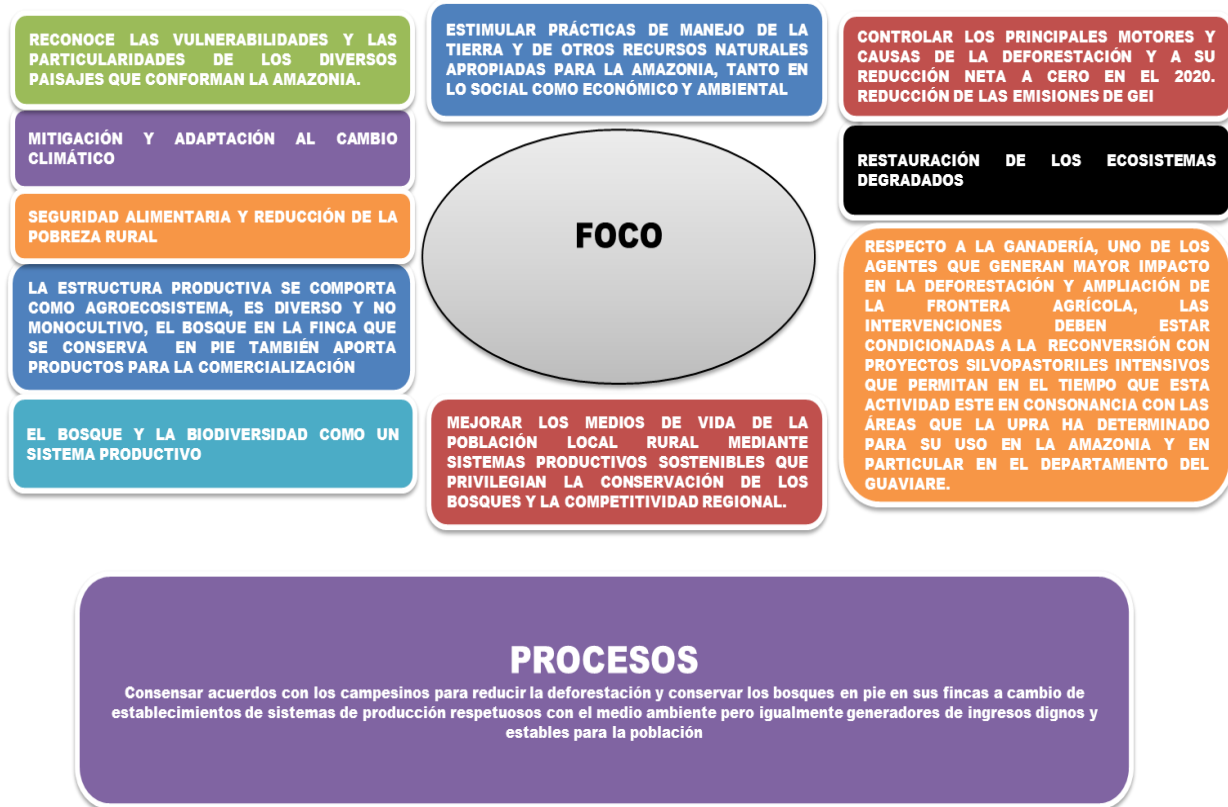 RECONOCE LAS VULNERABILIDADES Y LAS
PARTICULARIDADES DE LOS DIVERSOS
PAISAJES QUE CONFORMAN LA AMAZONIA.
MITIGACIÓN Y ADAPTACIÓN AL CAMBIO
CLIMÁTICO
SEGURIDAD ALIMENTARIA Y REDUCCIÓN DE LA
POBREZA RURAL
LA ESTRUCTURA PRODUCTIVA SE COMPORTA
COMO AGROECOSISTEMA, ES DIVERSO Y NO
MONOCULTIVO, EL BOSQUE EN LA FINCA QUE
SE CONSERVA EN PIE TAMBIÉN APORTA
PRODUCTOS PARA LA COMERCIALIZACIÓN
EL BOSQUE Y LA BIODIVERSIDAD COMO UN
SISTEMA PRODUCTIVO
ESTIMULAR PRÁCTICAS DE MANEJO DE LA
TIERRA Y DE OTROS RECURSOS NATURALES
APROPIADAS PARA LA AMAZONIA, TANTO EN
LO SOCIAL COMO ECONÓMICO Y AMBIENTAL
FOCO
MEJORAR LOS MEDIOS DE VIDA DE LA
POBLACIÓN LOCAL RURAL MEDIANTE
SISTEMAS PRODUCTIVOS SOSTENIBLES QUE
PRIVILEGIAN LA CONSERVACIÓN DE LOS
BOSQUES Y LA COMPETITIVIDAD REGIONAL.
CONTROLAR LOS PRINCIPALES MOTORES Y
CAUSAS DE LA DEFORESTACIÓN Y A SU
REDUCCIÓN NETA A CERO EN EL 2020.
REDUCCIÓN DE LAS EMISIONES DE GEI
RESTAURACIÓN DE LOS ECOSISTEMAS
DEGRADADOS
RESPECTO A LA GANADERÍA, UNO DE LOS
AGENTES QUE GENERAN MAYOR IMPACTO
EN LA DEFORESTACIÓN Y AMPLIACIÓN DE
LA FRONTERA AGRÍCOLA, LAS
INTERVENCIONES DEBEN ESTAR
CONDICIONADAS A LA RECONVERSIÓN CON
PROYECTOS SILVOPASTORILES INTENSIVOS
QUE PERMITAN EN EL TIEMPO QUE ESTA
ACTIVIDAD ESTE EN CONSONANCIA CON LAS
ÁREAS QUE LA UPRA HA DETERMINADO
PARA SU USO EN LA AMAZONIA Y EN
PARTICULAR EN EL DEPARTAMENTO DEL
GUAVIARE.
PROCESOS
Consensar acuerdos con los campesinos para reducir la deforestación y conservar los bosques en pie en sus fincas a cambio de
establecimientos de sistemas de producción respetuosos con el medio ambiente pero igualmente generadores de ingresos dignos y
estables para la población